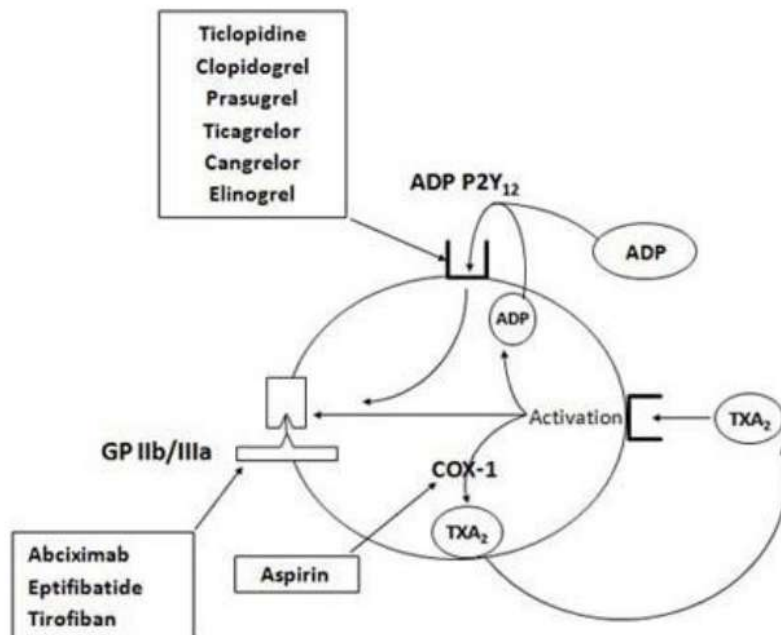 Ticlopidine
Clopidogrel
Prasugrel
Ticagrelor
Cangrelor
Elinogrel
ADP P2Y₁₂
ADP
ADP
Activation
TXA₂
GP IIb/IIIa
COX-1
TXA₂
Aspirin
Abciximab
Eptifibatide
Tirofiban